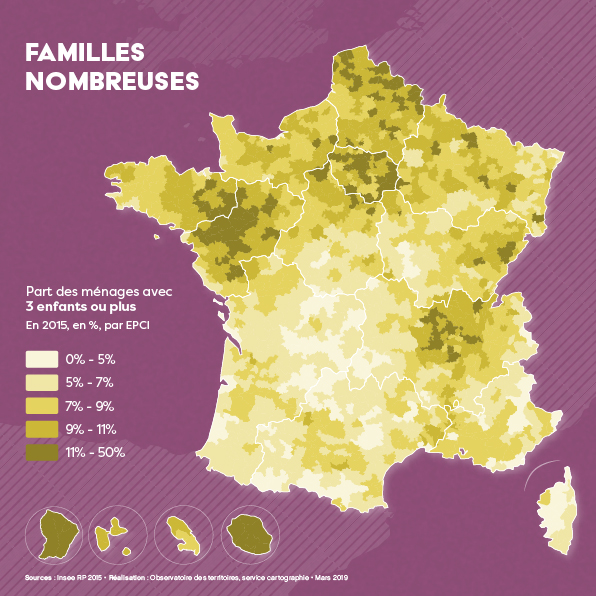 FAMILLES
NOMBREUSES
Part des ménages avec
3 enfants ou plus
En 2015, en %, par EPCI
0% - 5%
5% - 7%
7% - 9%
9% - 11%
11% - 50%
Sources : Insee RP 2015 • Réalisation : Observatoire des territoires, service cartographie • Mars 2019